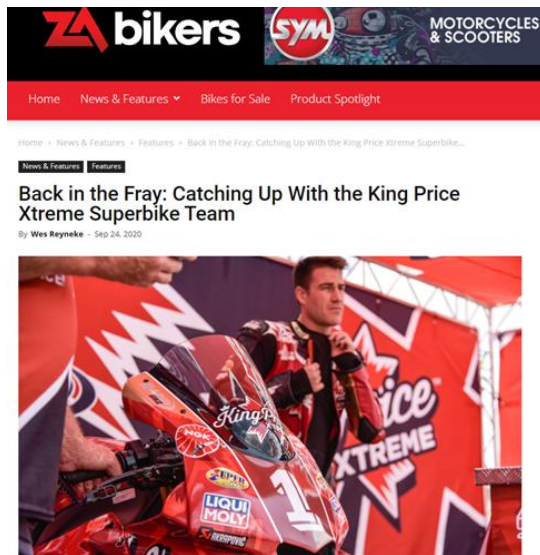 ZA bikers
SYM
MOTORCYCLES
& SCOOTERS
Home News & Features Bikes for Sale Product Spotlight
Home › News & Features › Features › Back in the Fray: Catching Up With the King Price Xtreme Superbike...
News & Features Features
Back in the Fray: Catching Up With the King Price
Xtreme Superbike Team
By Wes Reyneke - Sep 24, 2020
ice
XTREME
King
NGK
SUPER
LIQUI
MOLY
1
AKRAPOVIČ